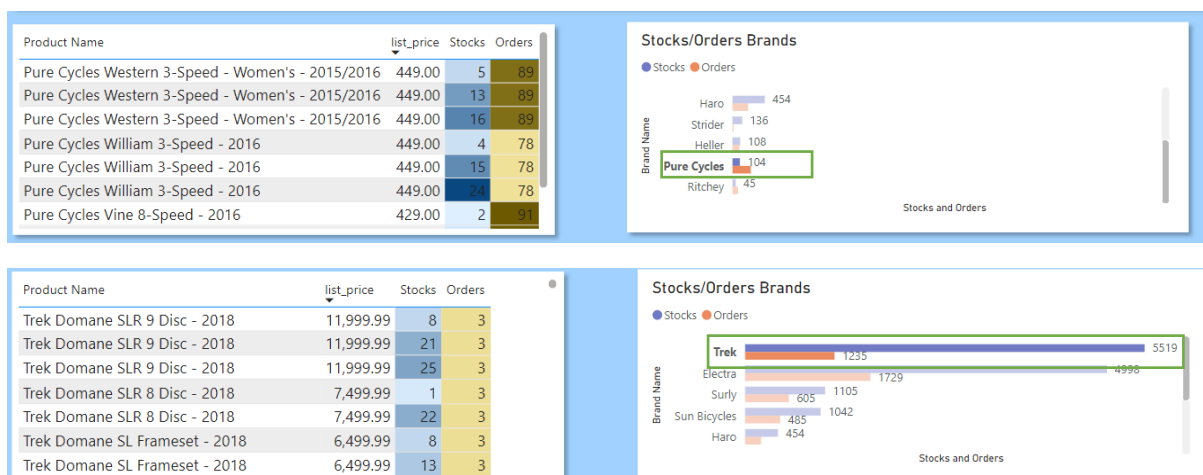 Product Name list_price Stocks Orders
Pure Cycles Western 3-Speed - Women's - 2015/2016 449.00 5 89
Pure Cycles Western 3-Speed - Women's - 2015/2016 449.00 13 89
Pure Cycles Western 3-Speed - Women's - 2015/2016 449.00 16 89
Pure Cycles William 3-Speed - 2016 449.00 4 78
Pure Cycles William 3-Speed - 2016 449.00 15 78
Pure Cycles William 3-Speed - 2016 449.00 24 78
Pure Cycles Vine 8-Speed - 2016 429.00 2 91
Stocks/Orders Brands
Stocks Orders
Brand Name
Haro 454
Strider 136
Heller 108
Pure Cycles 104
Ritchey 45
Stocks and Orders
Product Name list_price Stocks Orders
Trek Domane SLR 9 Disc - 2018 11,999.99 8 3
Trek Domane SLR 9 Disc - 2018 11,999.99 21 3
Trek Domane SLR 9 Disc - 2018 11,999.99 25 3
Trek Domane SLR 8 Disc - 2018 7,499.99 1 3
Trek Domane SLR 8 Disc - 2018 7,499.99 22 3
Trek Domane SL Frameset - 2018 6,499.99 8 3
Trek Domane SL Frameset - 2018 6,499.99 13 3
Stocks/Orders Brands
Stocks Orders
Brand Name
Trek 5519
1235
Electra 4998
1729
Surly 1105
605
Sun Bicycles 1042
485
Haro 454
Stocks and Orders